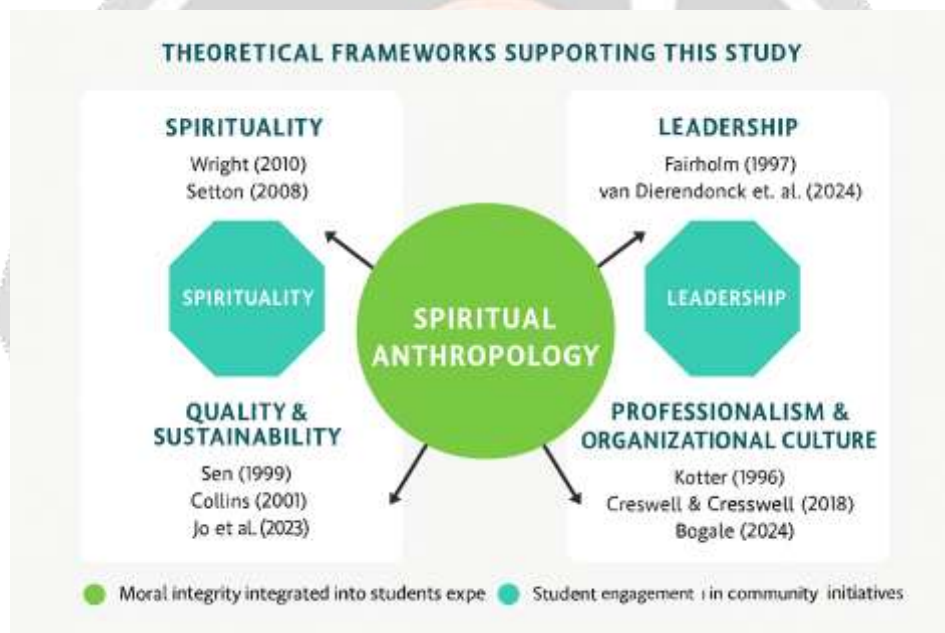 THEORETICAL FRAMEWORKS SUPPORTING THIS STUDY
SPIRITUALITY
Wright (2010)
Setton (2008)
SPIRITUALITY
QUALITY &
SUSTAINABILITY
Sen (1999)
Collins (2001)
Jo et al. (2023)
SPIRITUAL
ANTHROPOLOGY
LEADERSHIP
Fairholm (1997)
van Dierendonck et. al. (2024)
LEADERSHIP
PROFESSIONALISM &
ORGANIZATIONAL CULTURE
Kotter (1996)
Creswell & Cresswell (2018)
Bogale (2024)
Moral integrity integrated into students expe
Student engagement in community initiatives